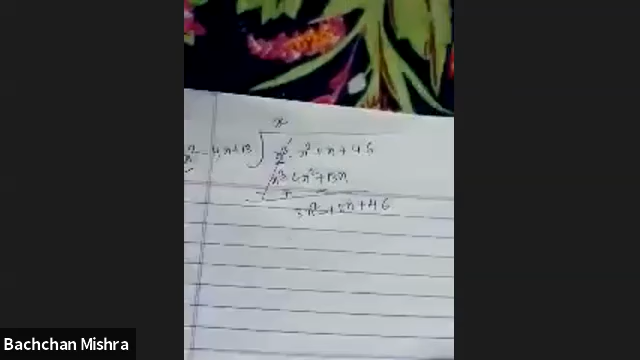 x
x² - 4x + 13 ) x³ - x² + x + 46
x³ - 4x² + 13x
- + -
3x² - 12x + 46
Bachchan Mishra